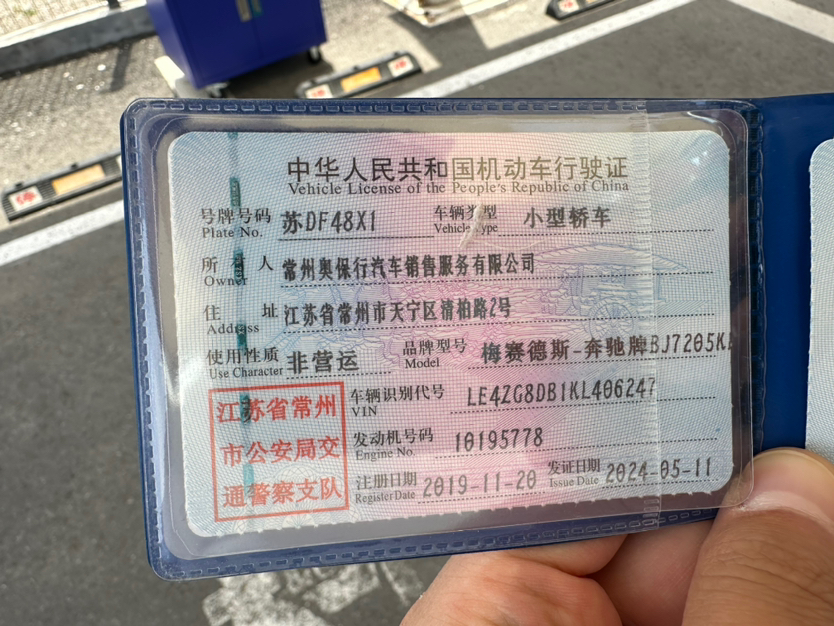 中华人民共和国机动车行驶证
Vehicle License of the People's Republic of China
号牌号码 苏DF48X1 车辆类型 小型轿车
Plate No. Vehicle Type
所有人 常州奥保行汽车销售服务有限公司
Owner
住址 江苏省常州市天宁区清柏路2号
Address
使用性质 非营运 品牌型号 梅赛德斯-奔驰牌BJ7205K
Use Character Model
江苏省常州
市公安局交
通警察支队
车辆识别代号 LE4ZG8DB1KL406247
VIN
发动机号码 10195778
Engine No.
注册日期 2019-11-20 发证日期 2024-05-11
Register Date Issue Date